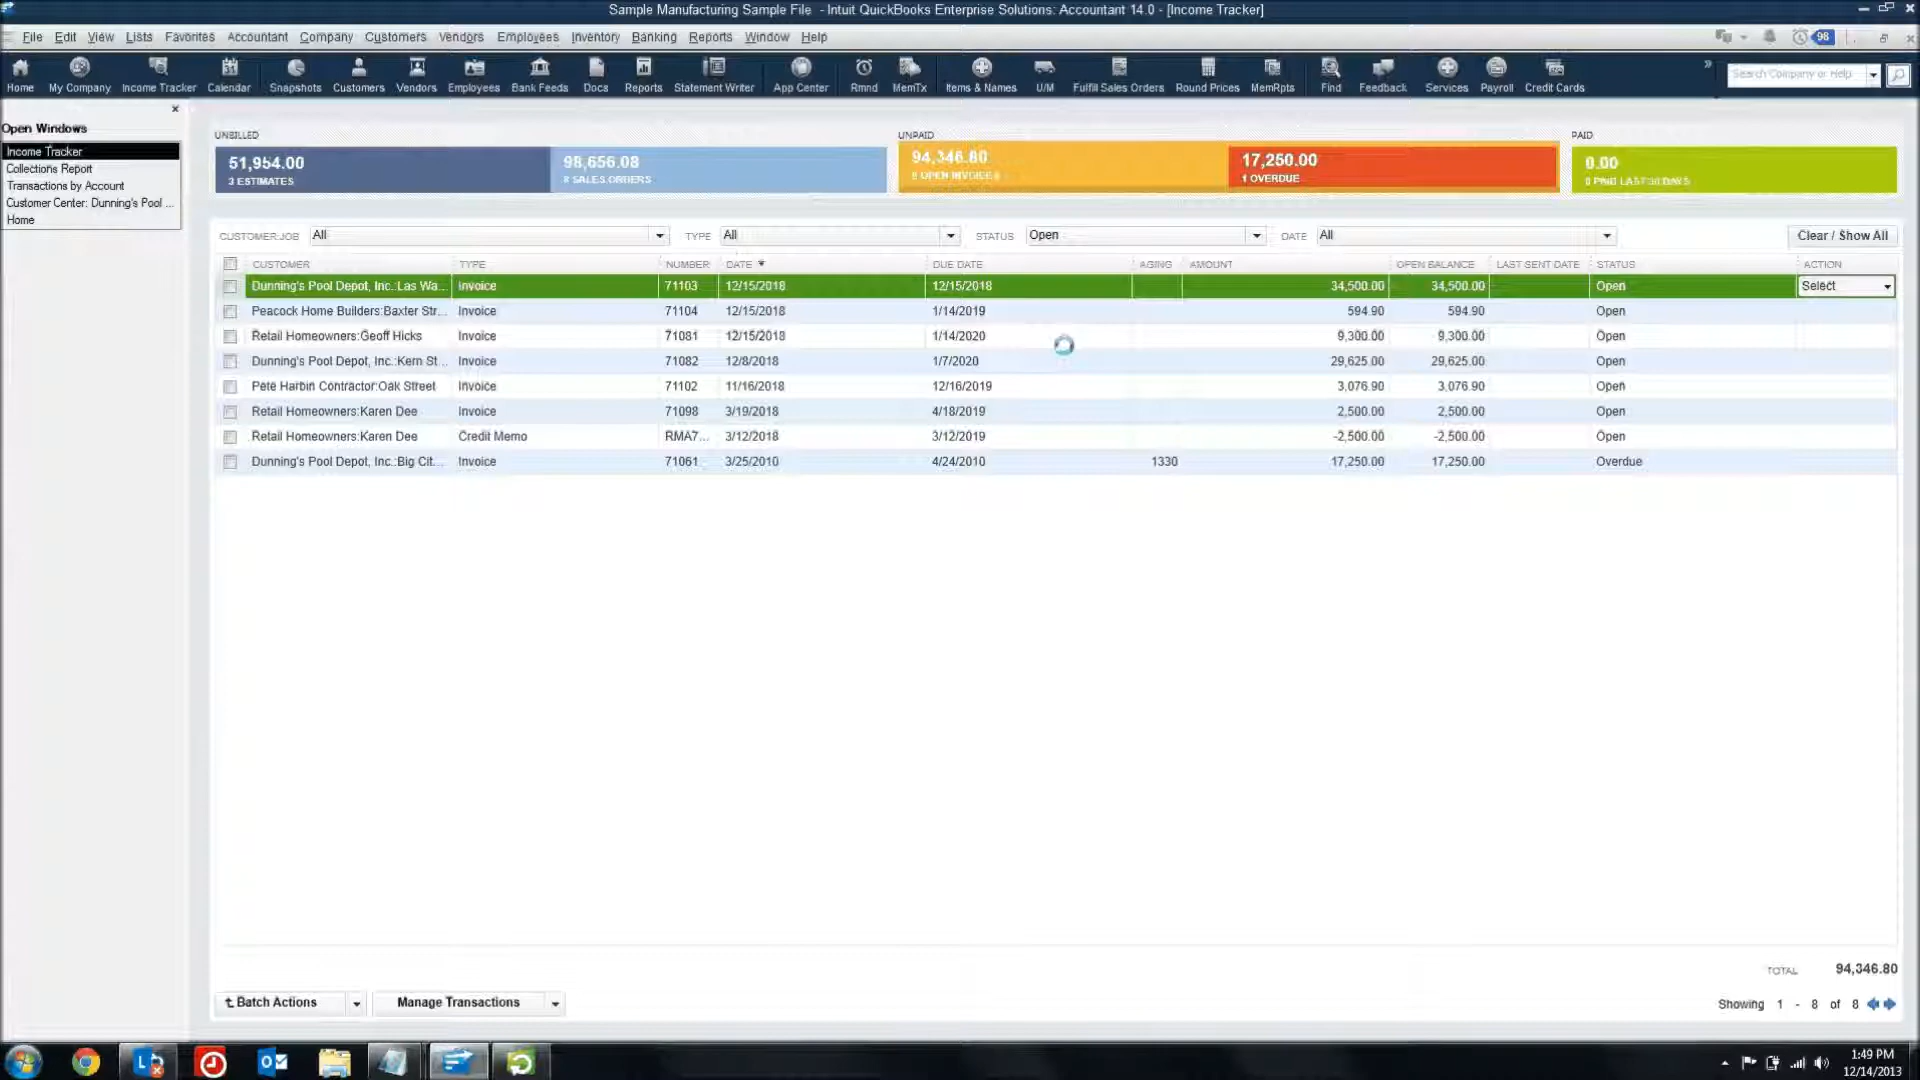 Sample Manufacturing Sample File - Intuit QuickBooks Enterprise Solutions: Accountant 14.0 - [Income Tracker]
File Edit View Lists Favorites Accountant Company Customers Vendors Employees Inventory Banking Reports Window Help 98
Home My Company Income Tracker Calendar Snapshots Customers Vendors Employees Bank Feeds Docs Reports Statement Writer App Center Rmnd MemTx Items & Names U/M Fulfill Sales Orders Round Prices MemRpts Find Feedback Services Payroll Credit Cards » Search Company or Help
Open Windows
Income Tracker
Collections Report
Transactions by Account
Customer Center: Dunning's Pool ...
Home
UNBILLED UNPAID PAID
51,954.00 98,656.08 94,346.80 17,250.00 0.00
3 ESTIMATES SALES ORDERS OPEN INVOICES 1 OVERDUE 0 PAID LAST 30 DAYS
CUSTOMER:JOB All TYPE All STATUS Open DATE All Clear / Show All
CUSTOMER TYPE NUMBER DATE DUE DATE AGING AMOUNT OPEN BALANCE LAST SENT DATE STATUS ACTION
Dunning's Pool Depot, Inc.:Las Wa... Invoice 71103 12/15/2018 12/15/2018 34,500.00 34,500.00 Open Select
Peacock Home Builders:Baxter Str... Invoice 71104 12/15/2018 1/14/2019 594.90 594.90 Open
Retail Homeowners:Geoff Hicks Invoice 71081 12/15/2018 1/14/2020 9,300.00 9,300.00 Open
Dunning's Pool Depot, Inc.:Kern St... Invoice 71082 12/8/2018 1/7/2020 29,625.00 29,625.00 Open
Pete Harbin Contractor:Oak Street Invoice 71102 11/16/2018 12/16/2019 3,076.90 3,076.90 Open
Retail Homeowners:Karen Dee Invoice 71098 3/19/2018 4/18/2019 2,500.00 2,500.00 Open
Retail Homeowners:Karen Dee Credit Memo RMA7... 3/12/2018 3/12/2019 -2,500.00 -2,500.00 Open
Dunning's Pool Depot, Inc.:Big Cit... Invoice 71061 3/25/2010 4/24/2010 1330 17,250.00 17,250.00 Overdue
TOTAL 94,346.80
Batch Actions Manage Transactions Showing 1 - 8 of 8
1:49 PM
12/14/2013